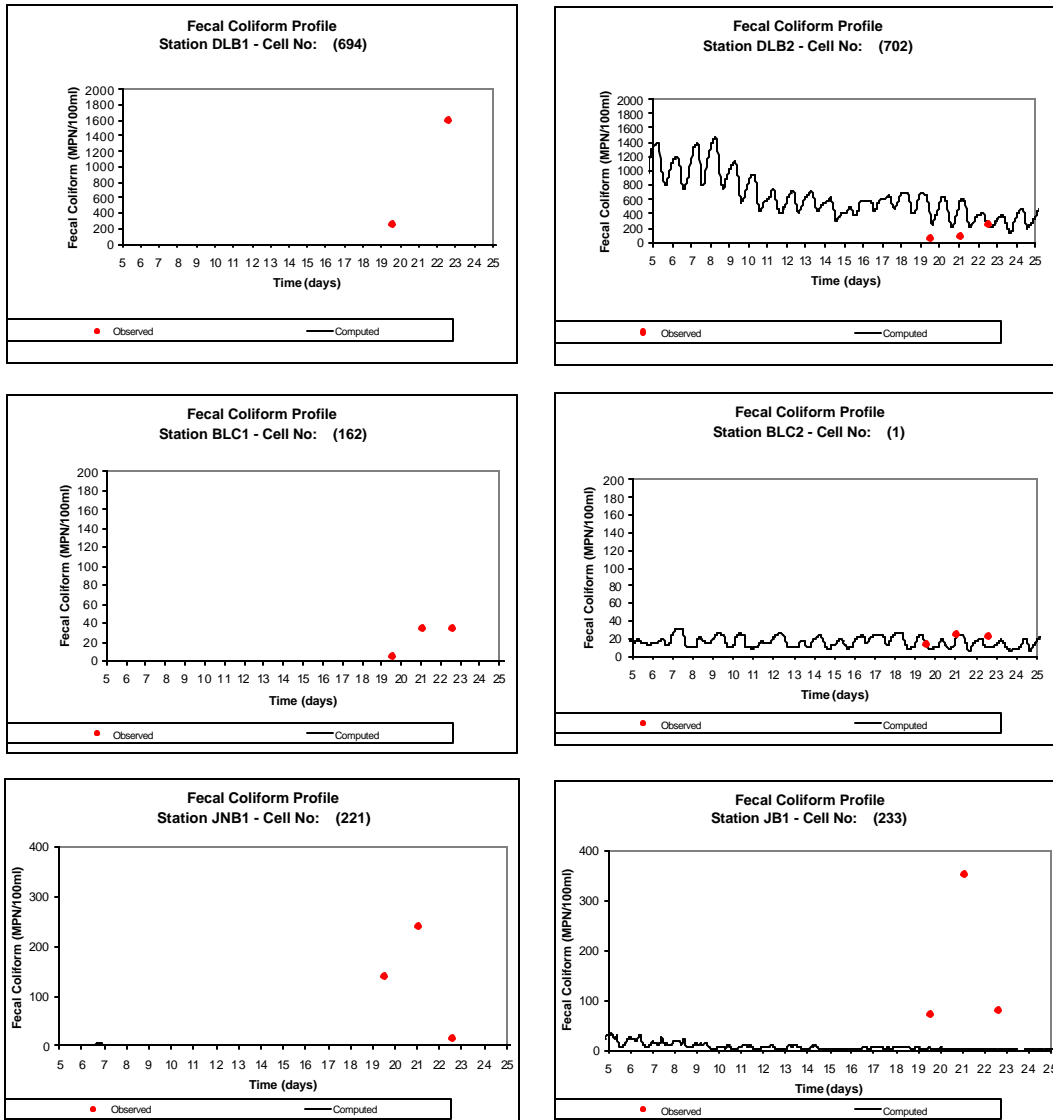 Fecal Coliform Profile
Station DLB1 - Cell No: (694)
Fecal Coliform (MPN/100ml)
2000
1800
1600
1400
1200
1000
800
600
400
200
0
5 6 7 8 9 10 11 12 13 14 15 16 17 18 19 20 21 22 23 24 25
Time (days)
Observed Computed
Fecal Coliform Profile
Station DLB2 - Cell No: (702)
Fecal Coliform (MPN/100ml)
2000
1800
1600
1400
1200
1000
800
600
400
200
0
5 6 7 8 9 10 11 12 13 14 15 16 17 18 19 20 21 22 23 24 25
Time (days)
Observed Computed
Fecal Coliform Profile
Station BLC1 - Cell No: (162)
Fecal Coliform (MPN/100ml)
200
180
160
140
120
100
80
60
40
20
0
5 6 7 8 9 10 11 12 13 14 15 16 17 18 19 20 21 22 23 24 25
Time (days)
Observed Computed
Fecal Coliform Profile
Station BLC2 - Cell No: (1)
Fecal Coliform (MPN/100ml)
200
180
160
140
120
100
80
60
40
20
0
5 6 7 8 9 10 11 12 13 14 15 16 17 18 19 20 21 22 23 24 25
Time (days)
Observed Computed
Fecal Coliform Profile
Station JNB1 - Cell No: (221)
Fecal Coliform (MPN/100ml)
400
300
200
100
0
5 6 7 8 9 10 11 12 13 14 15 16 17 18 19 20 21 22 23 24 25
Time (days)
Observed Computed
Fecal Coliform Profile
Station JB1 - Cell No: (233)
Fecal Coliform (MPN/100ml)
400
300
200
100
0
5 6 7 8 9 10 11 12 13 14 15 16 17 18 19 20 21 22 23 24 25
Time (days)
Observed Computed